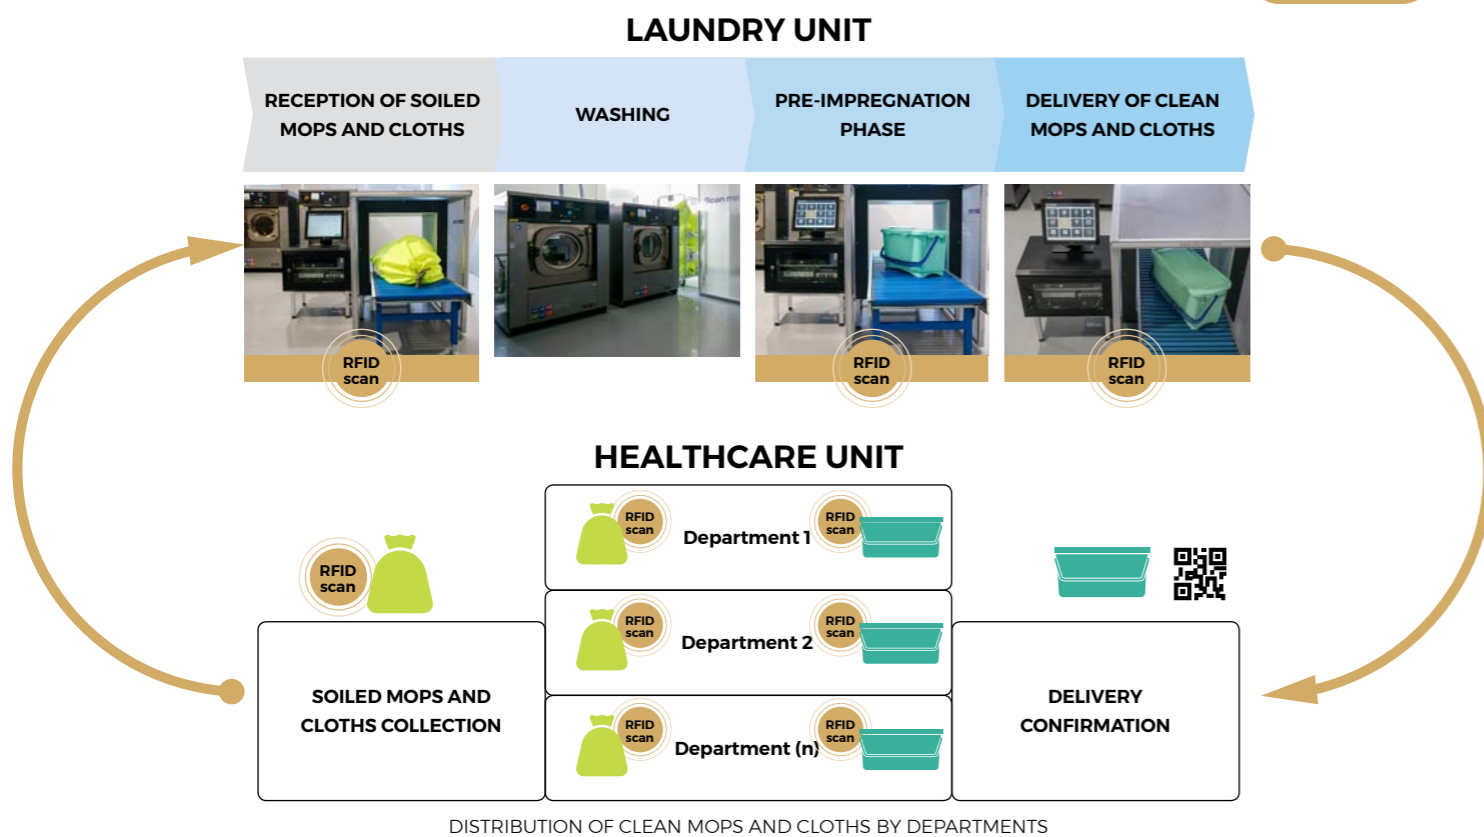 LAUNDRY UNIT
RECEPTION OF SOILED
MOPS AND CLOTHS
WASHING
PRE-IMPREGNATION
PHASE
DELIVERY OF CLEAN
MOPS AND CLOTHS
RFID
scan
RFID
scan
RFID
scan
HEALTHCARE UNIT
RFID
scan
SOILED MOPS AND
CLOTHS COLLECTION
RFID
scan
Department 1
RFID
scan
RFID
scan
Department 2
RFID
scan
RFID
scan
Department (n)
RFID
scan
DELIVERY
CONFIRMATION
DISTRIBUTION OF CLEAN MOPS AND CLOTHS BY DEPARTMENTS